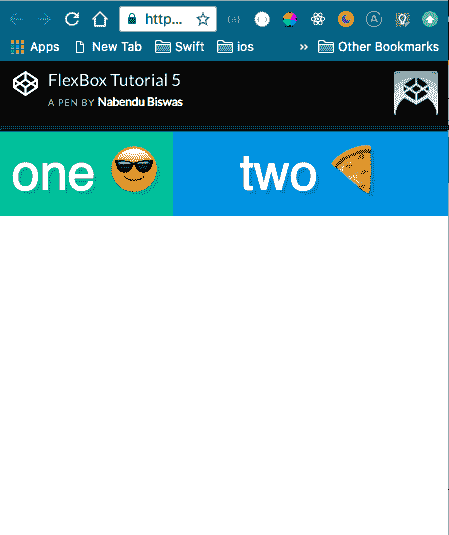 http...
Apps New Tab Swift ios » Other Bookmarks
FlexBox Tutorial 5
A PEN BY Nabendu Biswas
one 😎 two 🍕